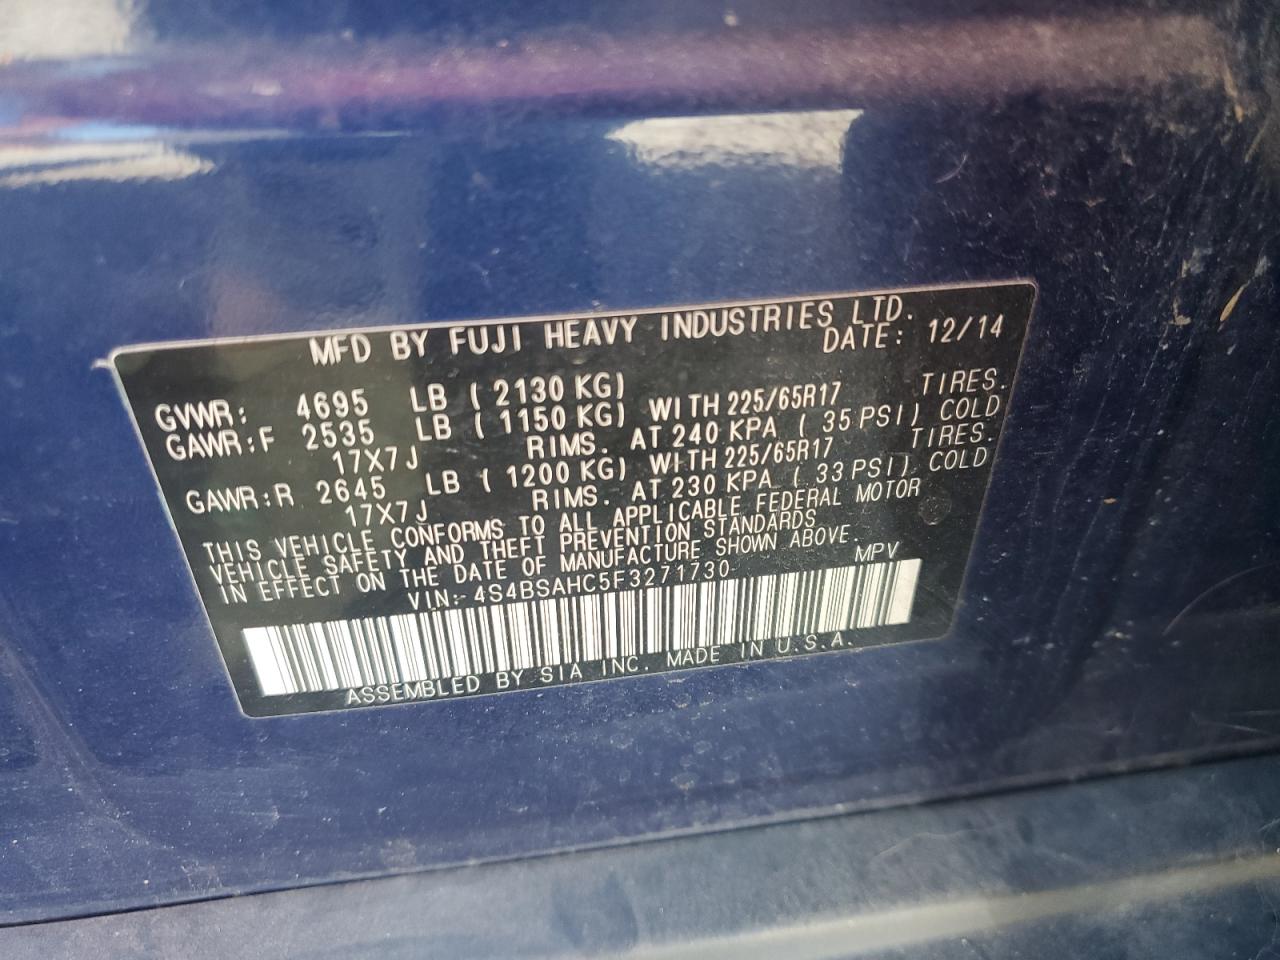 MFD BY FUJI HEAVY INDUSTRIES LTD.
DATE: 12/14
GVWR: 4695 LB ( 2130 KG)
GAWR:F 2535 LB ( 1150 KG) WITH 225/65R17 TIRES.
17X7J RIMS. AT 240 KPA ( 35 PSI) COLD
GAWR:R 2645 LB ( 1200 KG) WITH 225/65R17 TIRES.
17X7J RIMS. AT 230 KPA ( 33 PSI) COLD
THIS VEHICLE CONFORMS TO ALL APPLICABLE FEDERAL MOTOR
VEHICLE SAFETY AND THEFT PREVENTION STANDARDS
IN EFFECT ON THE DATE OF MANUFACTURE SHOWN ABOVE.
VIN: 4S4BSAHC5F3271730 MPV
ASSEMBLED BY SIA INC. MADE IN U.S.A.